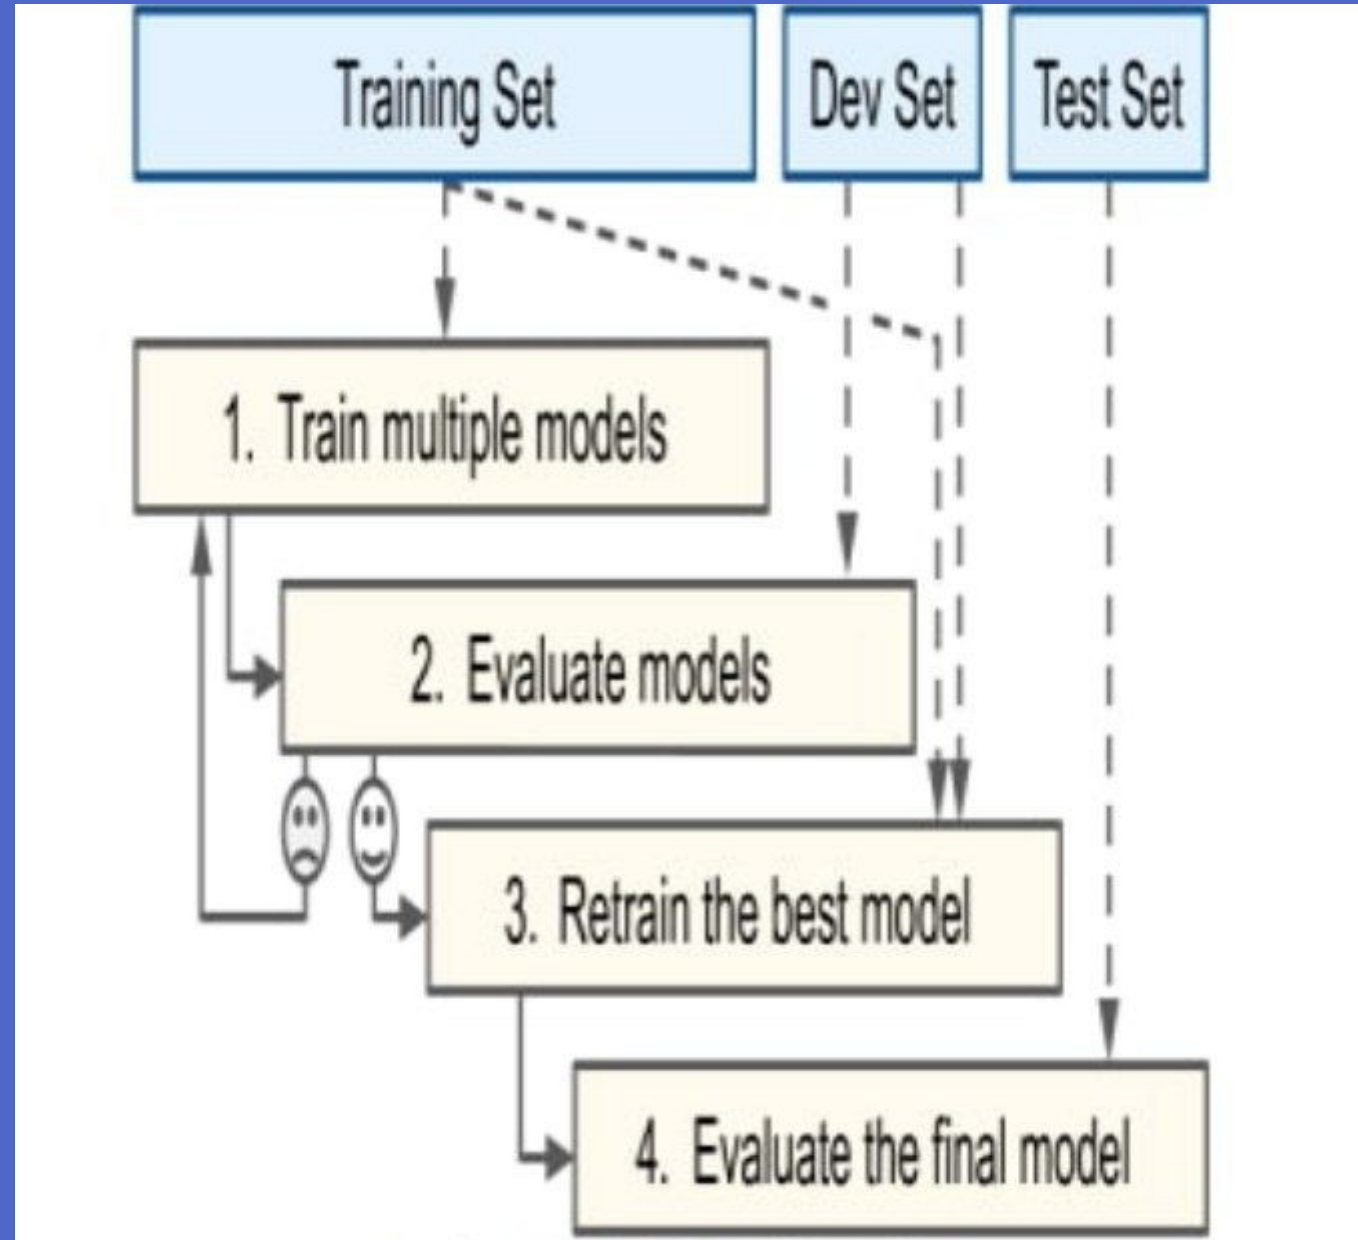 Training Set
Dev Set
Test Set
1. Train multiple models
2. Evaluate models
3. Retrain the best model
4. Evaluate the final model